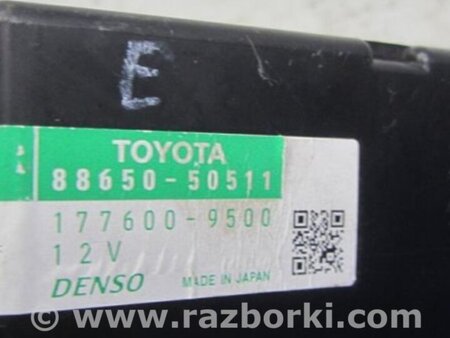 E
TOYOTA
88650-50511
177600-9500
12V
DENSO MADE IN JAPAN
© www.razborki.com